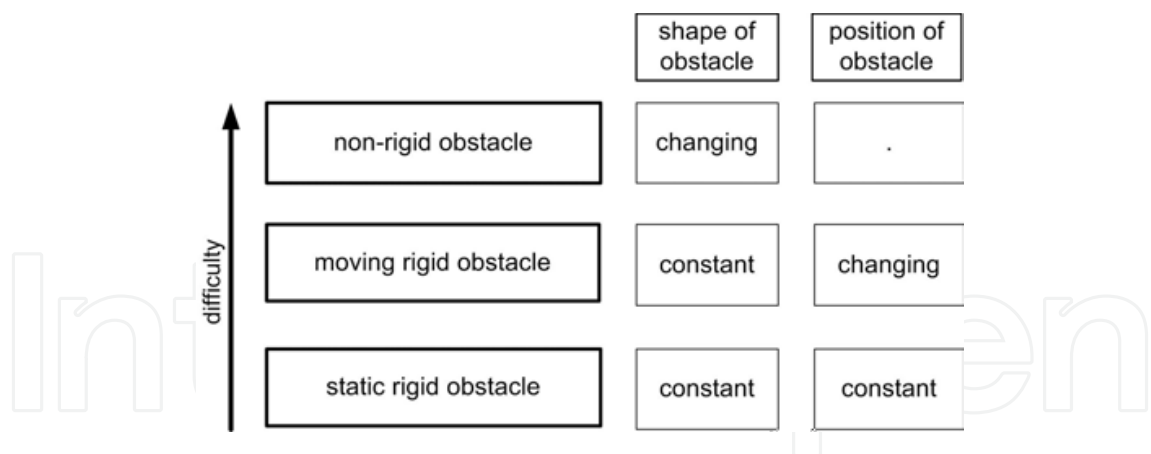 shape of
obstacle
position of
obstacle
non-rigid obstacle
changing
.
moving rigid obstacle
constant
changing
static rigid obstacle
constant
constant
difficulty